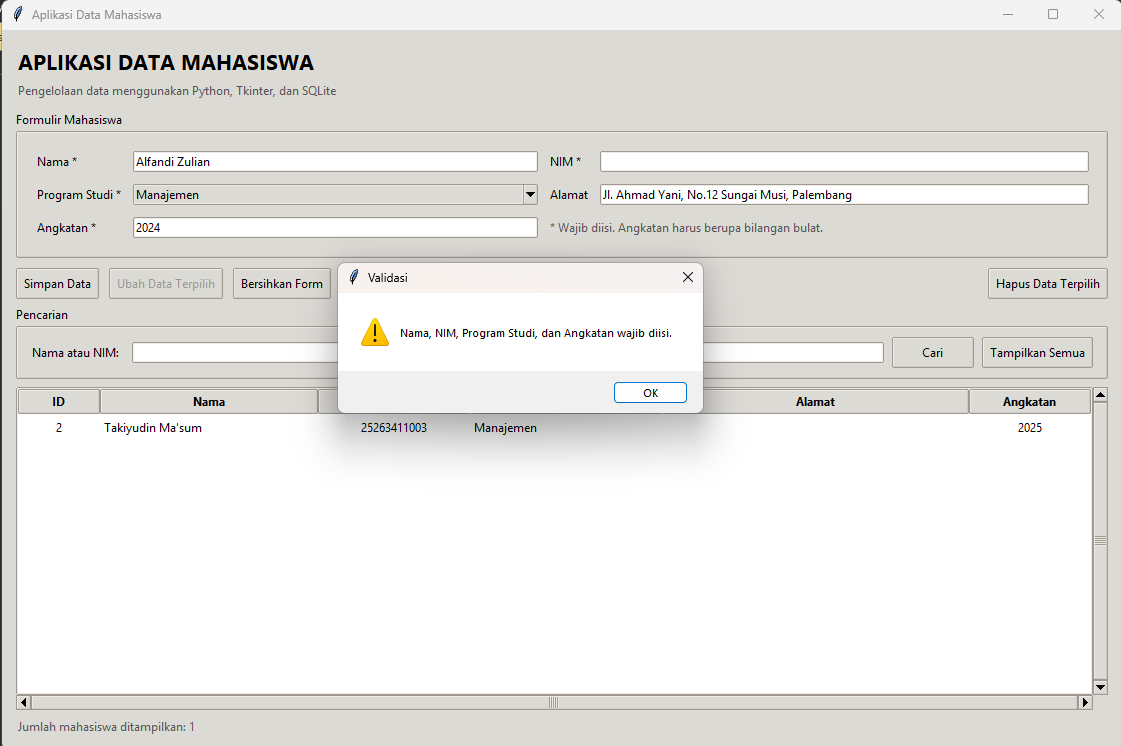 Aplikasi Data Mahasiswa
APLIKASI DATA MAHASISWA
Pengelolaan data menggunakan Python, Tkinter, dan SQLite
Formulir Mahasiswa
Nama * Alfandi Zulian NIM *
Program Studi * Manajemen Alamat Jl. Ahmad Yani, No.12 Sungai Musi, Palembang
Angkatan * 2024 * Wajib diisi. Angkatan harus berupa bilangan bulat.
Simpan Data Ubah Data Terpilih Bersihkan Form Hapus Data Terpilih
Validasi
Nama, NIM, Program Studi, dan Angkatan wajib diisi.
OK
Pencarian
Nama atau NIM: Cari Tampilkan Semua
ID Nama Alamat Angkatan
2 Takiyudin Ma'sum 25263411003 Manajemen 2025
Jumlah mahasiswa ditampilkan: 1